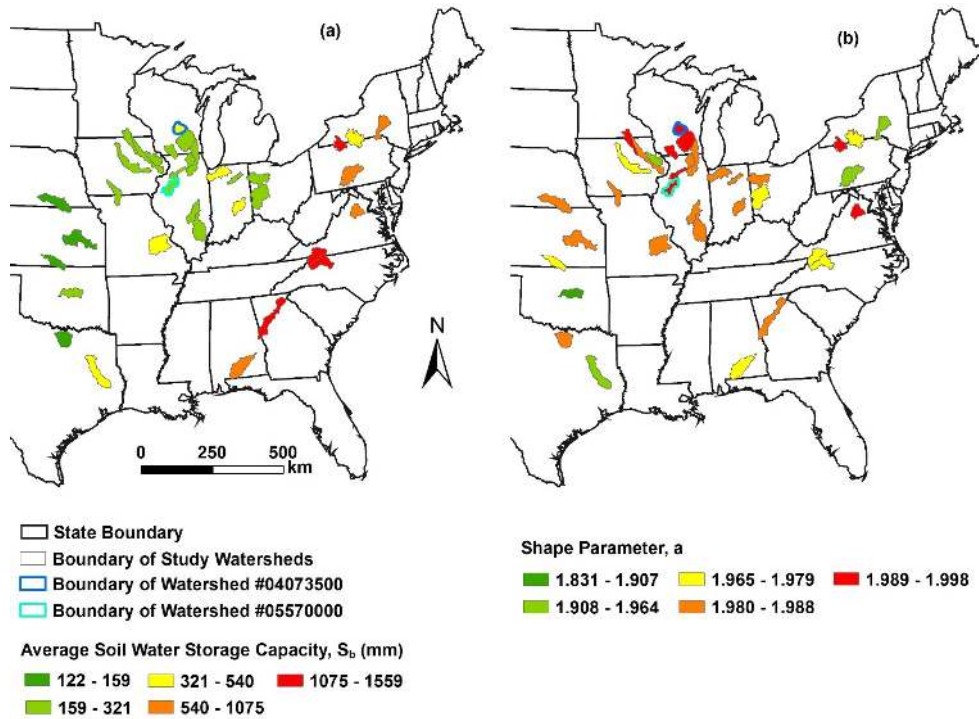 (a)
(b)
N
0 250 500
km
State Boundary
Boundary of Study Watersheds
Boundary of Watershed #04073500
Boundary of Watershed #05570000
Average Soil Water Storage Capacity, Sb (mm)
122 - 159 321 - 540 1075 - 1559
159 - 321 540 - 1075
Shape Parameter, a
1.831 - 1.907 1.965 - 1.979 1.989 - 1.998
1.908 - 1.964 1.980 - 1.988